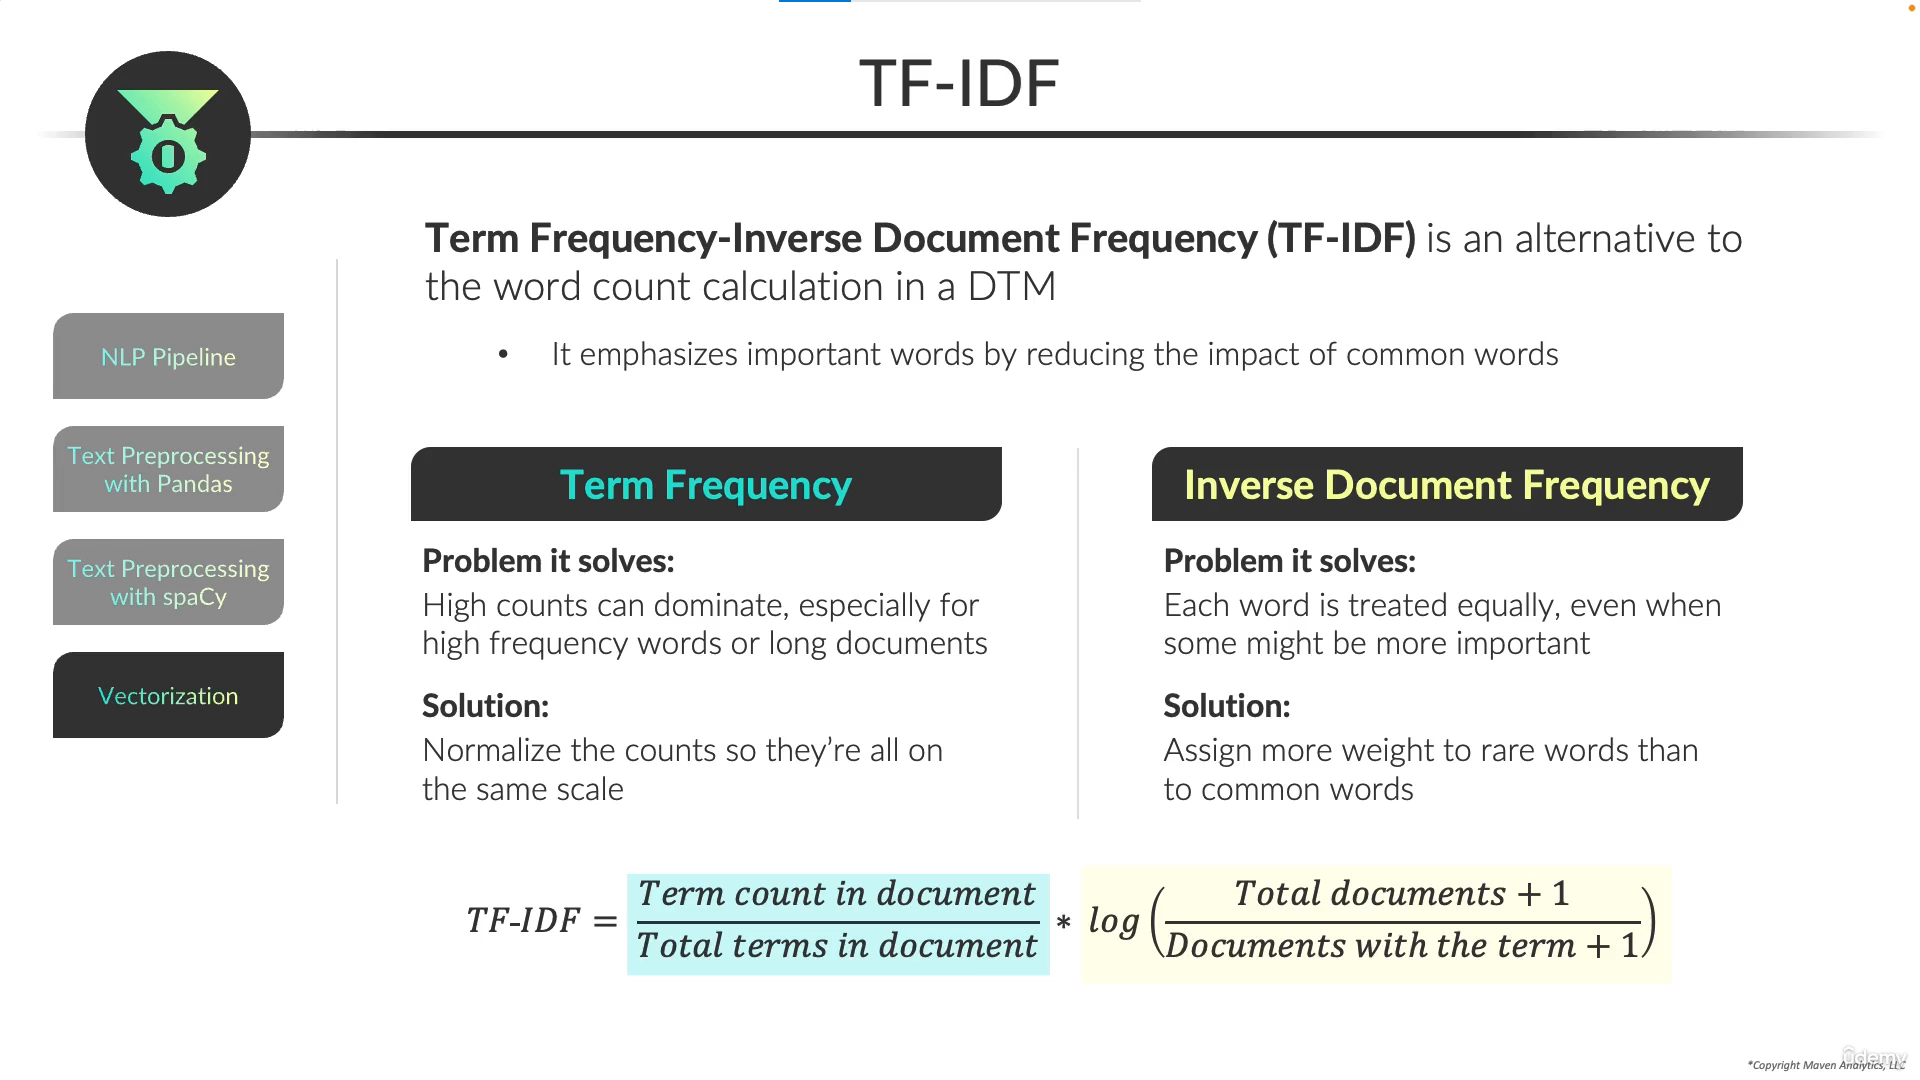 TF-IDF
Term Frequency-Inverse Document Frequency (TF-IDF) is an alternative to
the word count calculation in a DTM
• It emphasizes important words by reducing the impact of common words
NLP Pipeline
Text Preprocessing
with Pandas
Text Preprocessing
with spaCy
Vectorization
Term Frequency
Problem it solves:
High counts can dominate, especially for
high frequency words or long documents
Solution:
Normalize the counts so they’re all on
the same scale
Inverse Document Frequency
Problem it solves:
Each word is treated equally, even when
some might be more important
Solution:
Assign more weight to rare words than
to common words
TF-IDF = Term count in document / Total terms in document * log(Total documents + 1 / Documents with the term + 1)
*Copyright Maven Analytics, LLC
udemy